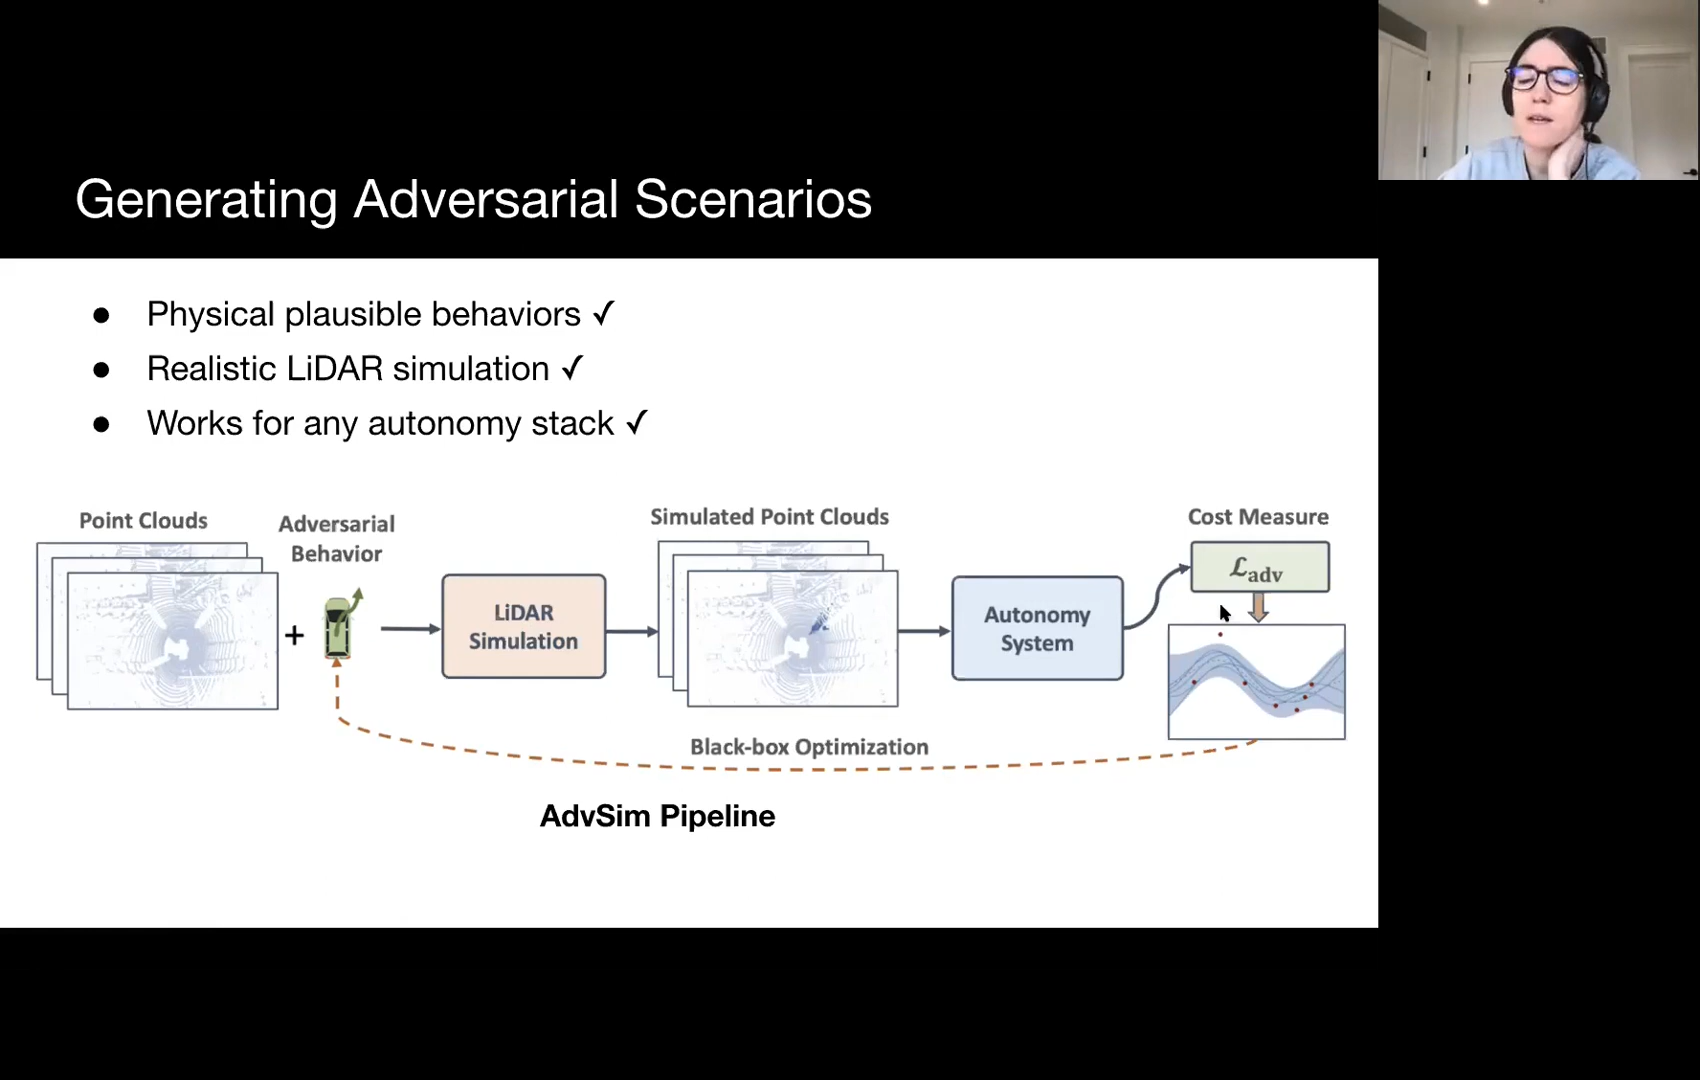 Generating Adversarial Scenarios
● Physical plausible behaviors ✓
● Realistic LiDAR simulation ✓
● Works for any autonomy stack ✓
Point Clouds
Adversarial
Behavior
+
LiDAR
Simulation
Simulated Point Clouds
Autonomy
System
Cost Measure
ℒadv
Black-box Optimization
AdvSim Pipeline